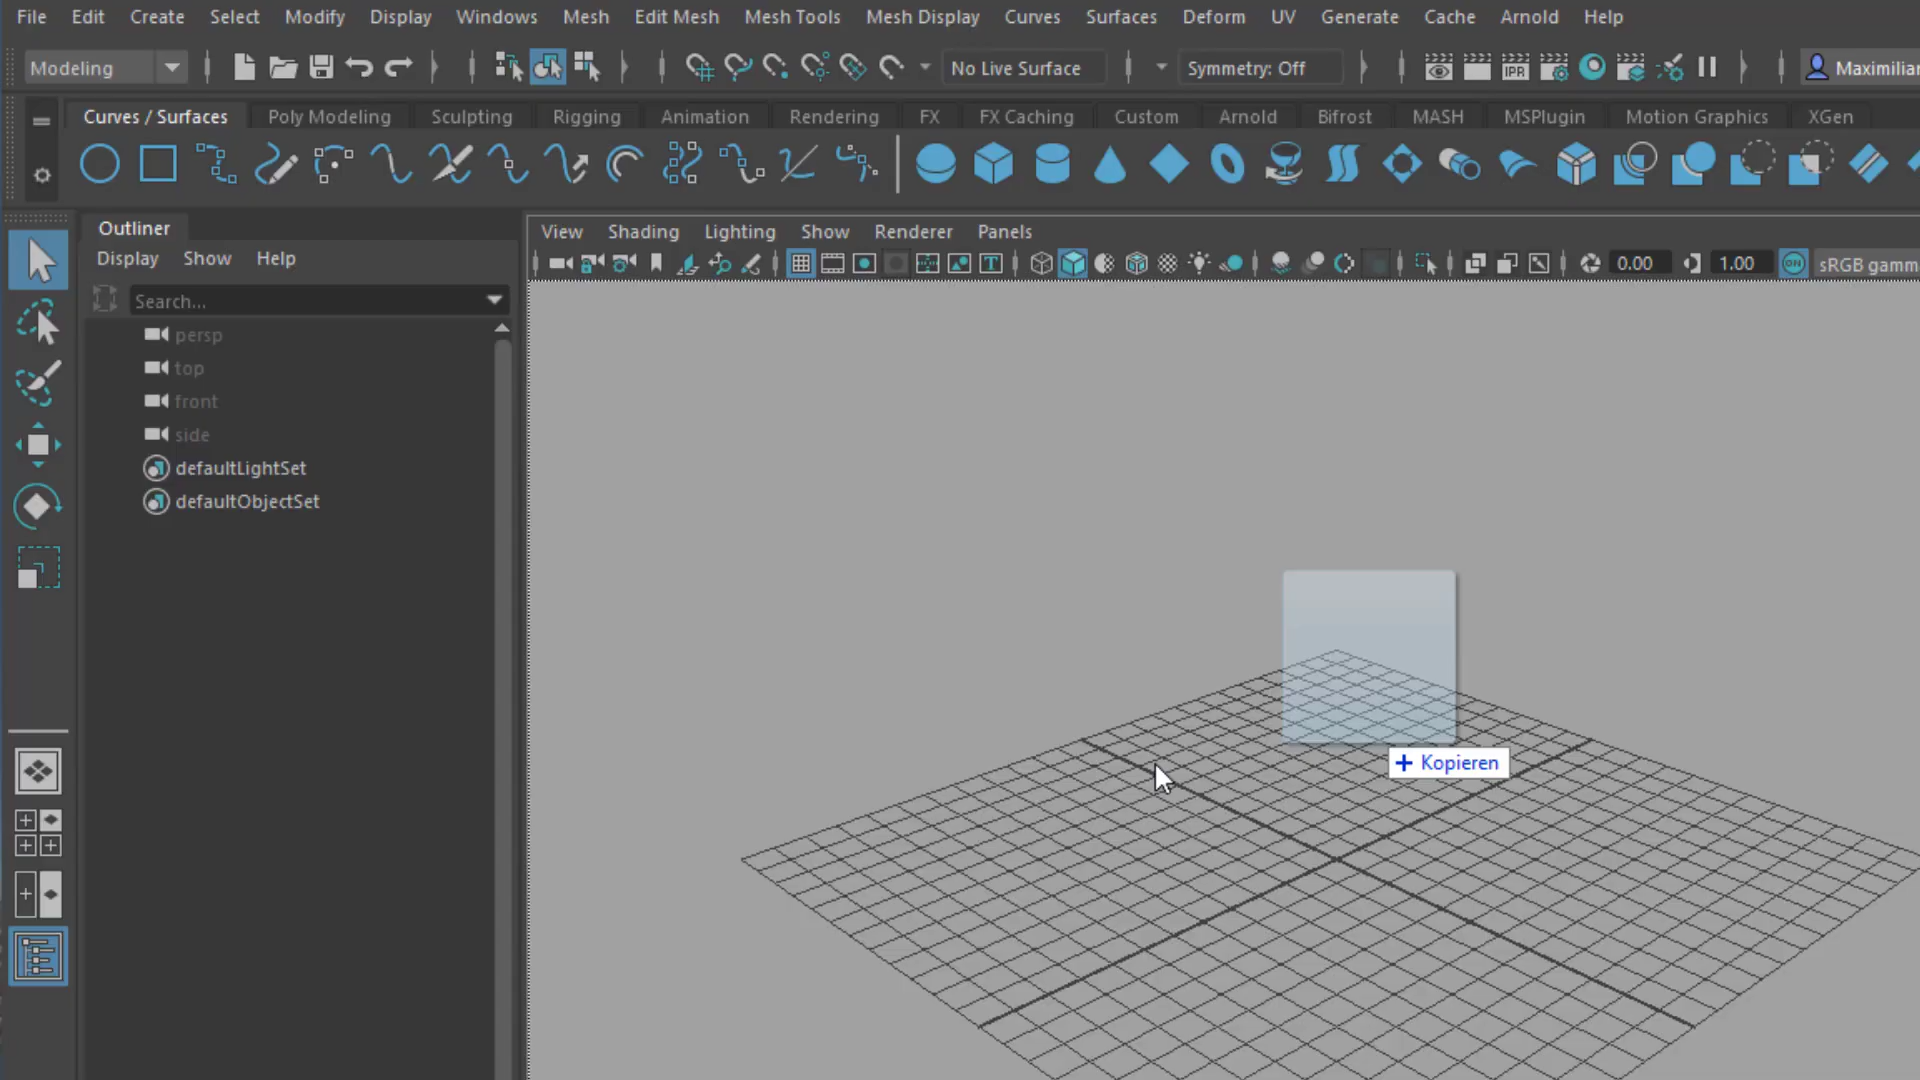 File Edit Create Select Modify Display Windows Mesh Edit Mesh Mesh Tools Mesh Display Curves Surfaces Deform UV Generate Cache Arnold Help
Modeling No Live Surface Symmetry: Off Maximilian
IPR
Curves / Surfaces Poly Modeling Sculpting Rigging Animation Rendering FX FX Caching Custom Arnold Bifrost MASH MSPlugin Motion Graphics XGen
Outliner
Display Show Help
Search...
persp
top
front
side
defaultLightSet
defaultObjectSet
View Shading Lighting Show Renderer Panels
0.00 1.00 ON sRGB gamm
+ Kopieren